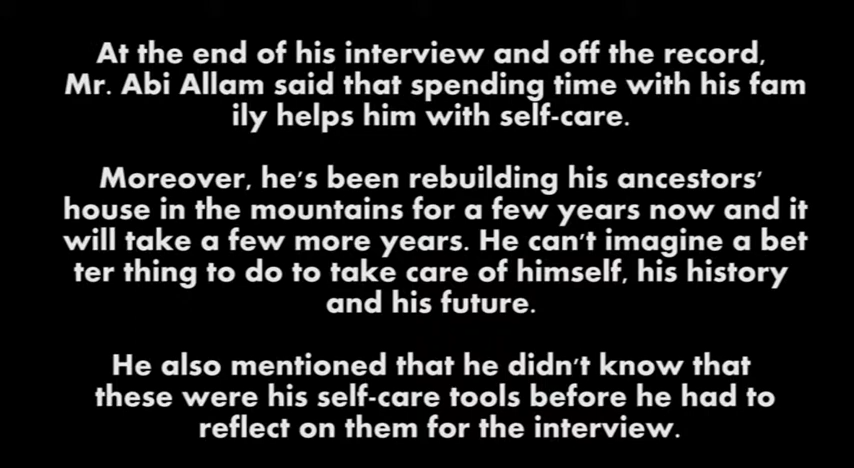 At the end of his interview and off the record,
Mr. Abi Allam said that spending time with his fam
ily helps him with self-care.
Moreover, he's been rebuilding his ancestors'
house in the mountains for a few years now and it
will take a few more years. He can't imagine a bet
ter thing to do to take care of himself, his history
and his future.
He also mentioned that he didn't know that
these were his self-care tools before he had to
reflect on them for the interview.